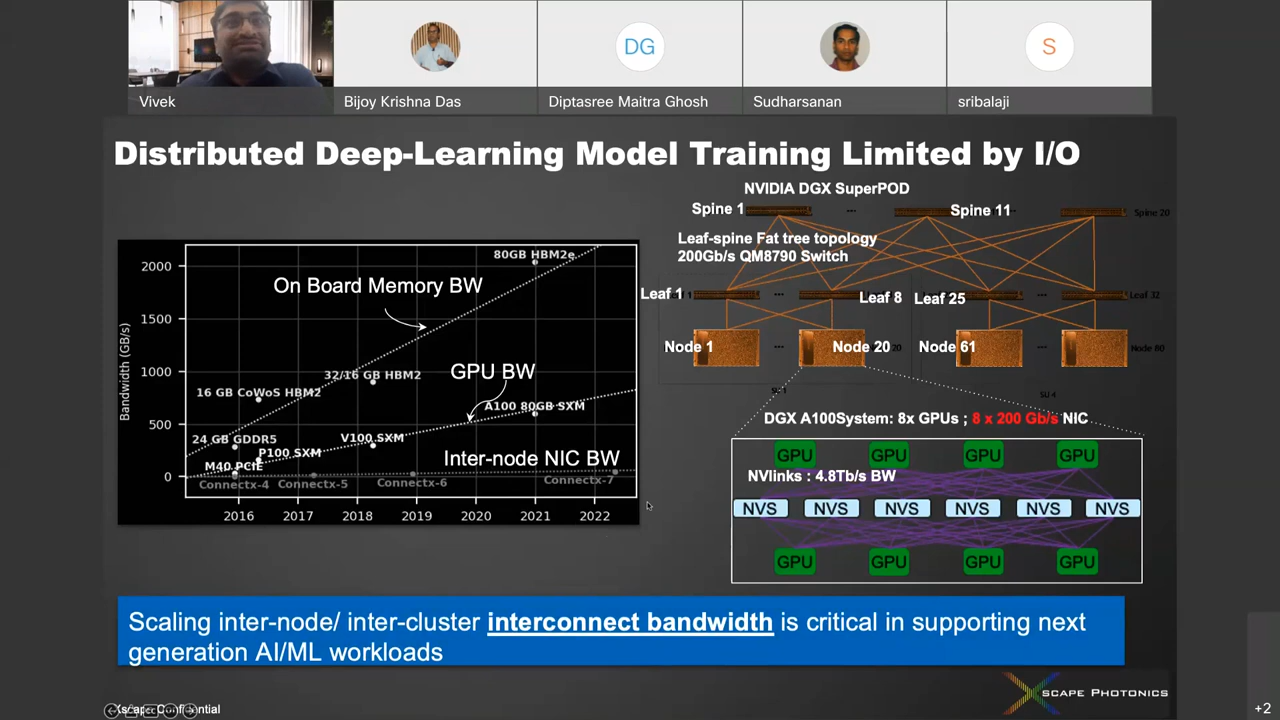 DG
S
Vivek
Bijoy Krishna Das
Diptasree Maitra Ghosh
Sudharsanan
sribalaji
Distributed Deep-Learning Model Training Limited by I/O
Bandwidth (GB/s)
2000
1500
1000
500
0
2016
2017
2018
2019
2020
2021
2022
80GB HBM2e
On Board Memory BW
32/16 GB HBM2
GPU BW
16 GB CoWoS HBM2
A100 80GB SXM
24 GB GDDR5
V100 SXM
P100 SXM
Inter-node NIC BW
M40 PCIE
Connectx-4
Connectx-5
Connectx-6
Connectx-7
NVIDIA DGX SuperPOD
Spine 1
...
Spine 11
...
Spine 20
Leaf-spine Fat tree topology
200Gb/s QM8790 Switch
Leaf 1
...
Leaf 8
Leaf 25
...
Leaf 32
Node 1
...
Node 20
Node 61
...
Node 80
SU 4
DGX A100System: 8x GPUs ; 8 x 200 Gb/s NIC
GPU
GPU
GPU
GPU
NVlinks : 4.8Tb/s BW
NVS
NVS
NVS
NVS
NVS
NVS
GPU
GPU
GPU
GPU
Scaling inter-node/ inter-cluster interconnect bandwidth is critical in supporting next
generation AI/ML workloads
Xscape Confidential
XSCAPE PHOTONICS
+2